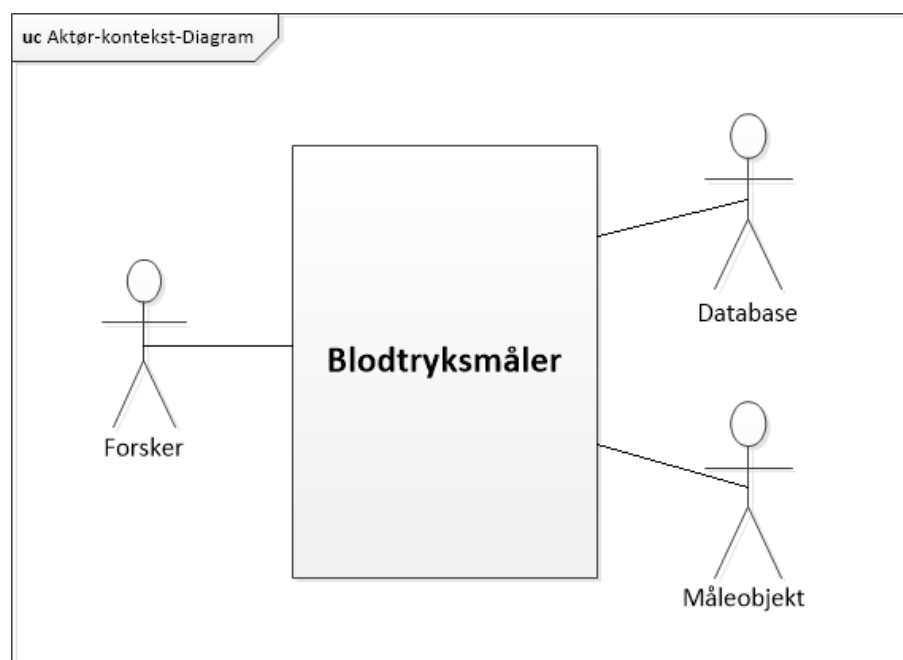 uc Aktør-kontekst-Diagram
Database
Blodtryksmåler
Forsker
Måleobjekt